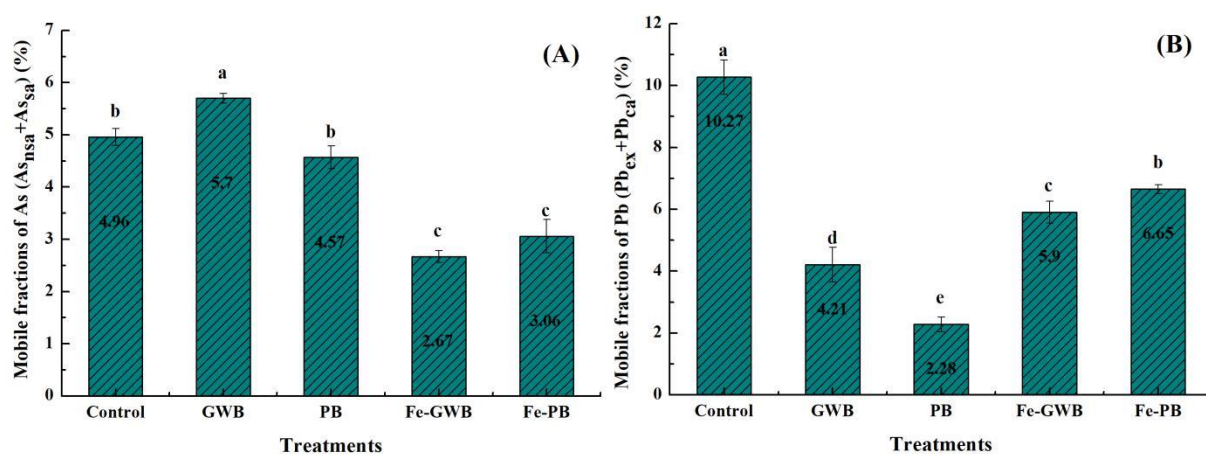 (A)
Mobile fractions of As (As_nsa+As_sa) (%)
7
6
5
4
3
2
1
0
b
a
b
c
c
4.96
5.7
4.57
2.67
3.06
Control GWB PB Fe-GWB Fe-PB
Treatments
(B)
Mobile fractions of Pb (Pb_ex+Pb_ca) (%)
12
10
8
6
4
2
0
a
d
e
c
b
10.27
4.21
2.28
5.9
6.65
Control GWB PB Fe-GWB Fe-PB
Treatments